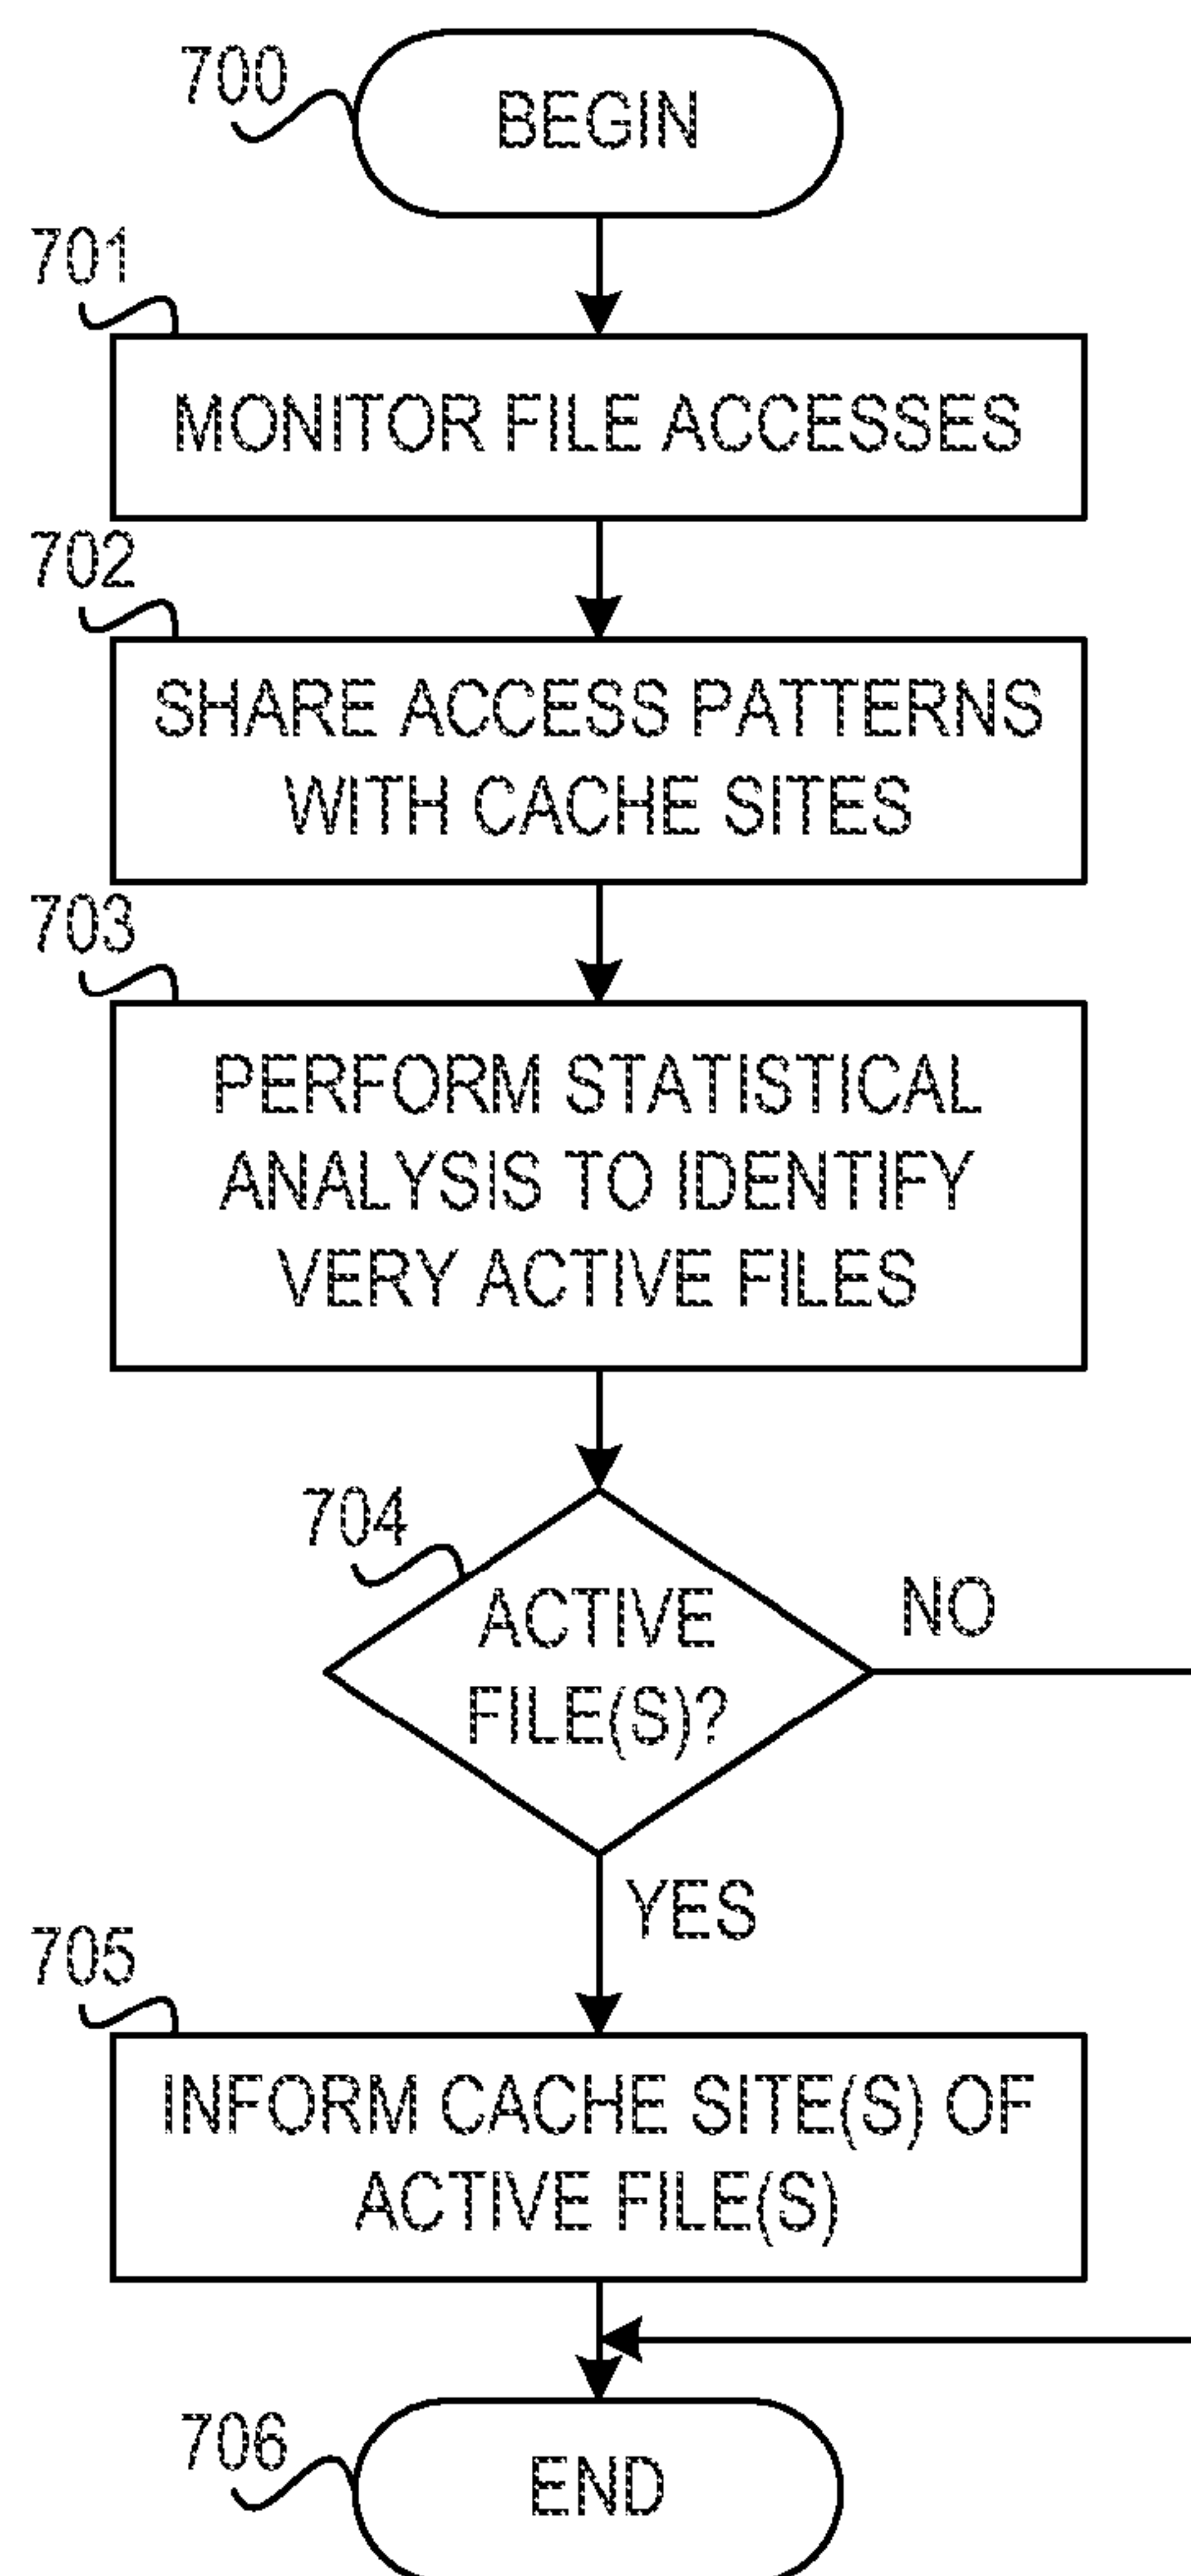 700
BEGIN
701
MONITOR FILE ACCESSES
702
SHARE ACCESS PATTERNS
WITH CACHE SITES
703
PERFORM STATISTICAL
ANALYSIS TO IDENTIFY
VERY ACTIVE FILES
704
ACTIVE
FILE(S)?
NO
YES
705
INFORM CACHE SITE(S) OF
ACTIVE FILE(S)
706
END